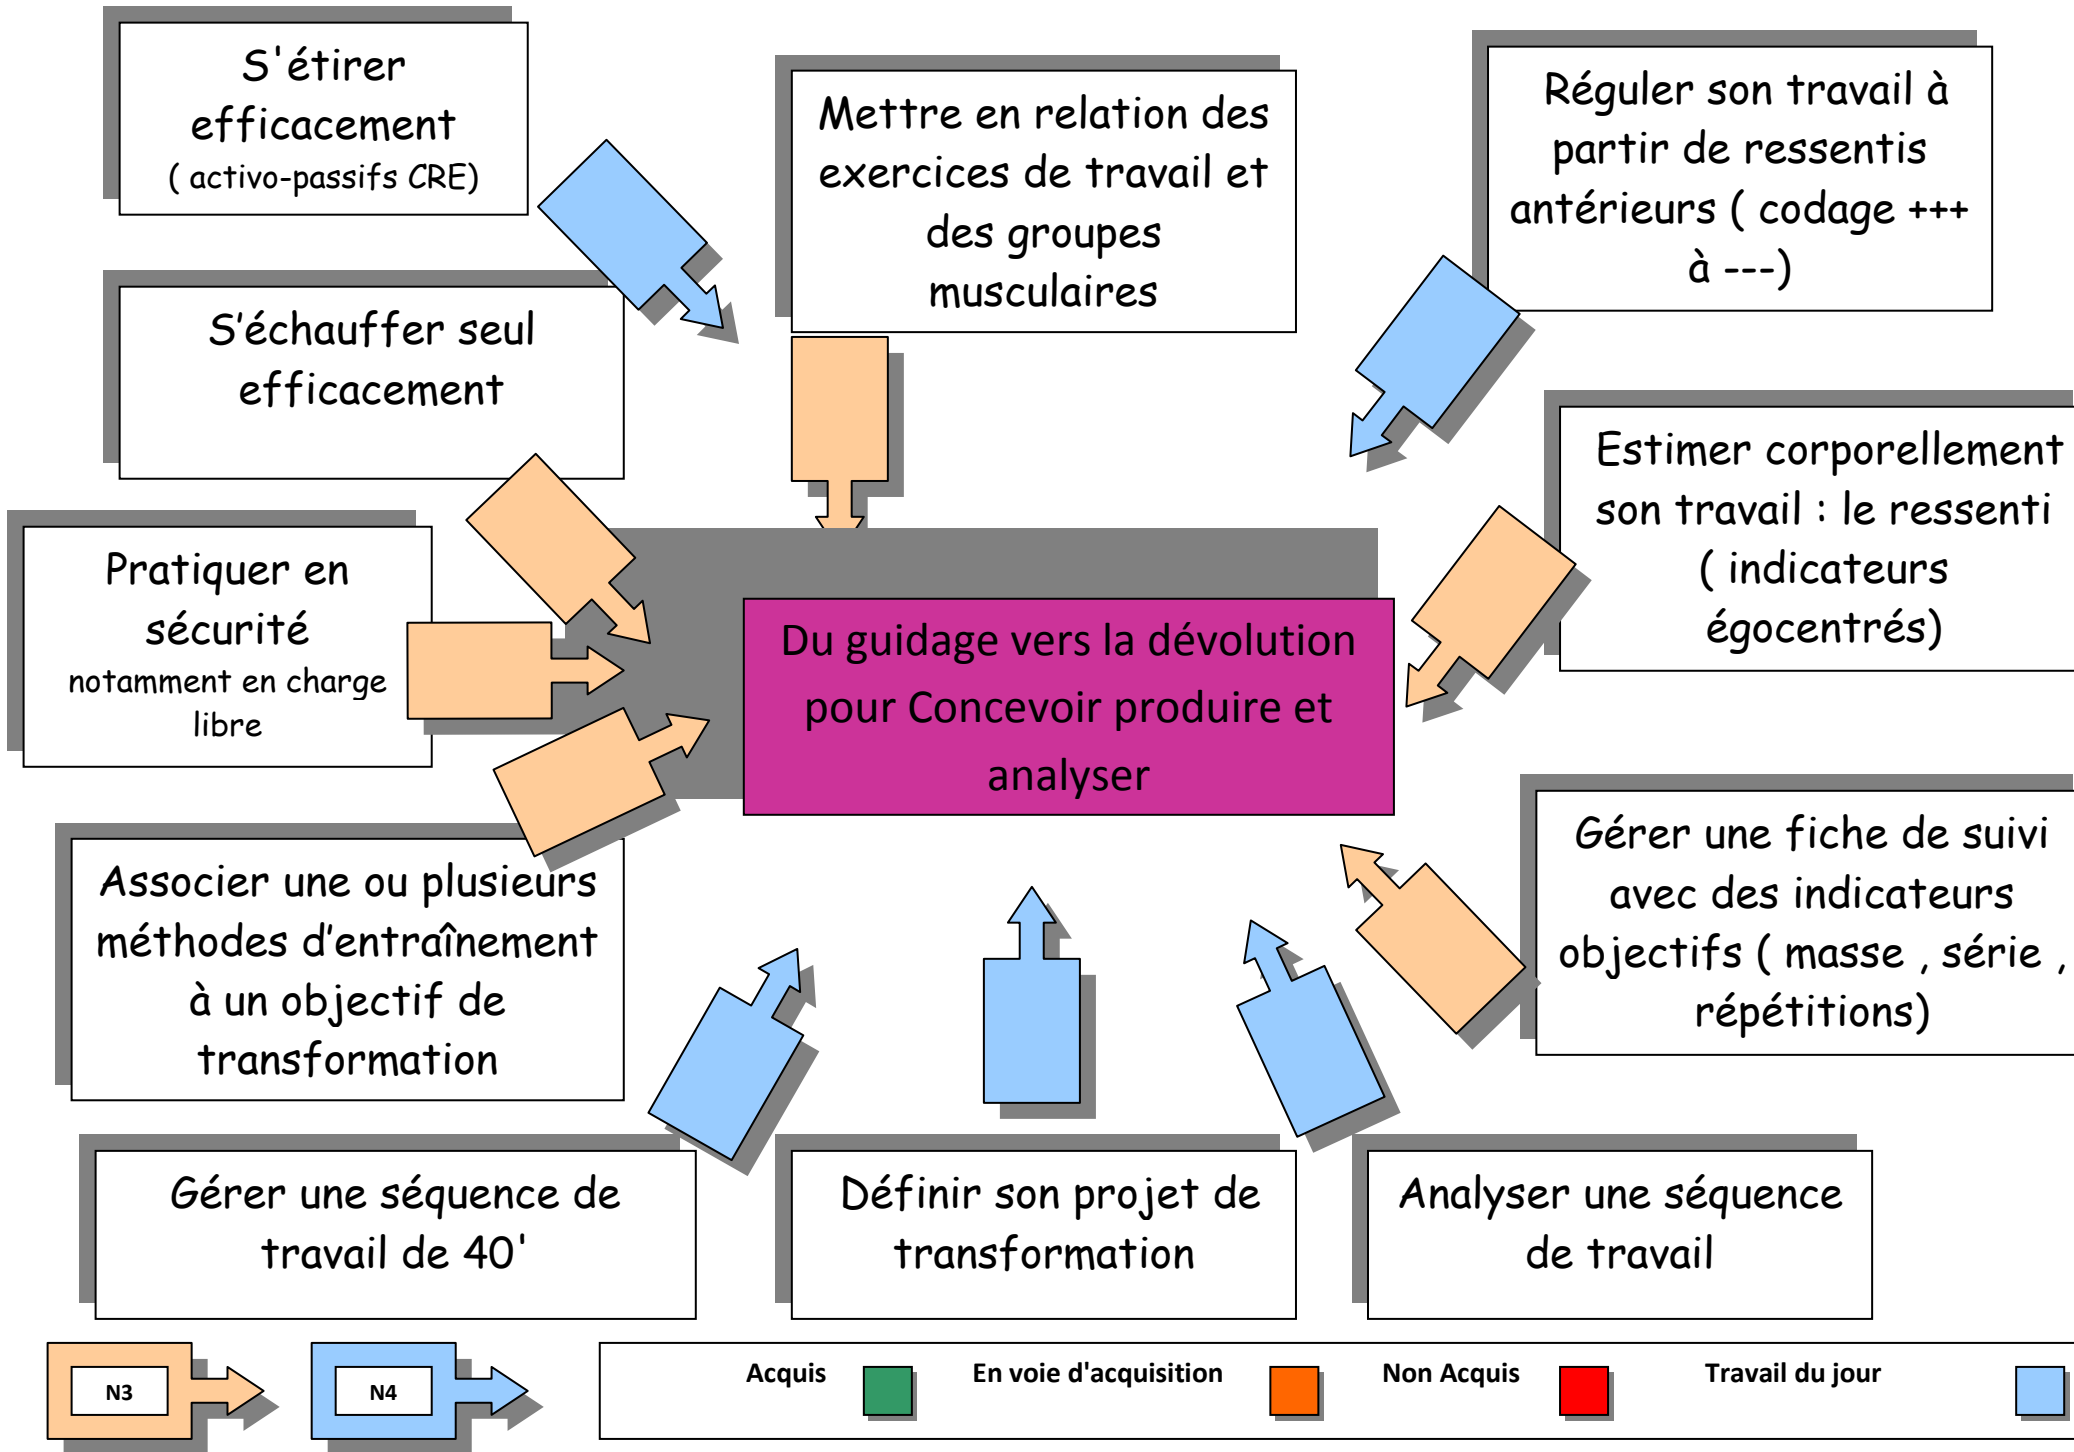 S'étirer
efficacement
( activo-passifs CRE)
Mettre en relation des
exercices de travail et
des groupes
musculaires
Réguler son travail à
partir de ressentis
antérieurs ( codage +++
à ---)
S’échauffer seul
efficacement
Estimer corporellement
son travail : le ressenti
( indicateurs
égocentrés)
Pratiquer en
sécurité
notamment en charge
libre
Du guidage vers la dévolution
pour Concevoir produire et
analyser
Associer une ou plusieurs
méthodes d’entraînement
à un objectif de
transformation
Gérer une fiche de suivi
avec des indicateurs
objectifs ( masse , série ,
répétitions)
Gérer une séquence de
travail de 40'
Définir son projet de
transformation
Analyser une séquence
de travail
N3
N4
Acquis
En voie d'acquisition
Non Acquis
Travail du jour